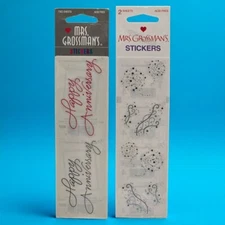 MRS.
GROSSMAN'S
STICKERS
Happy
Anniversary
Happy
Anniversary
MRS. GROSSMAN'S
STICKERS